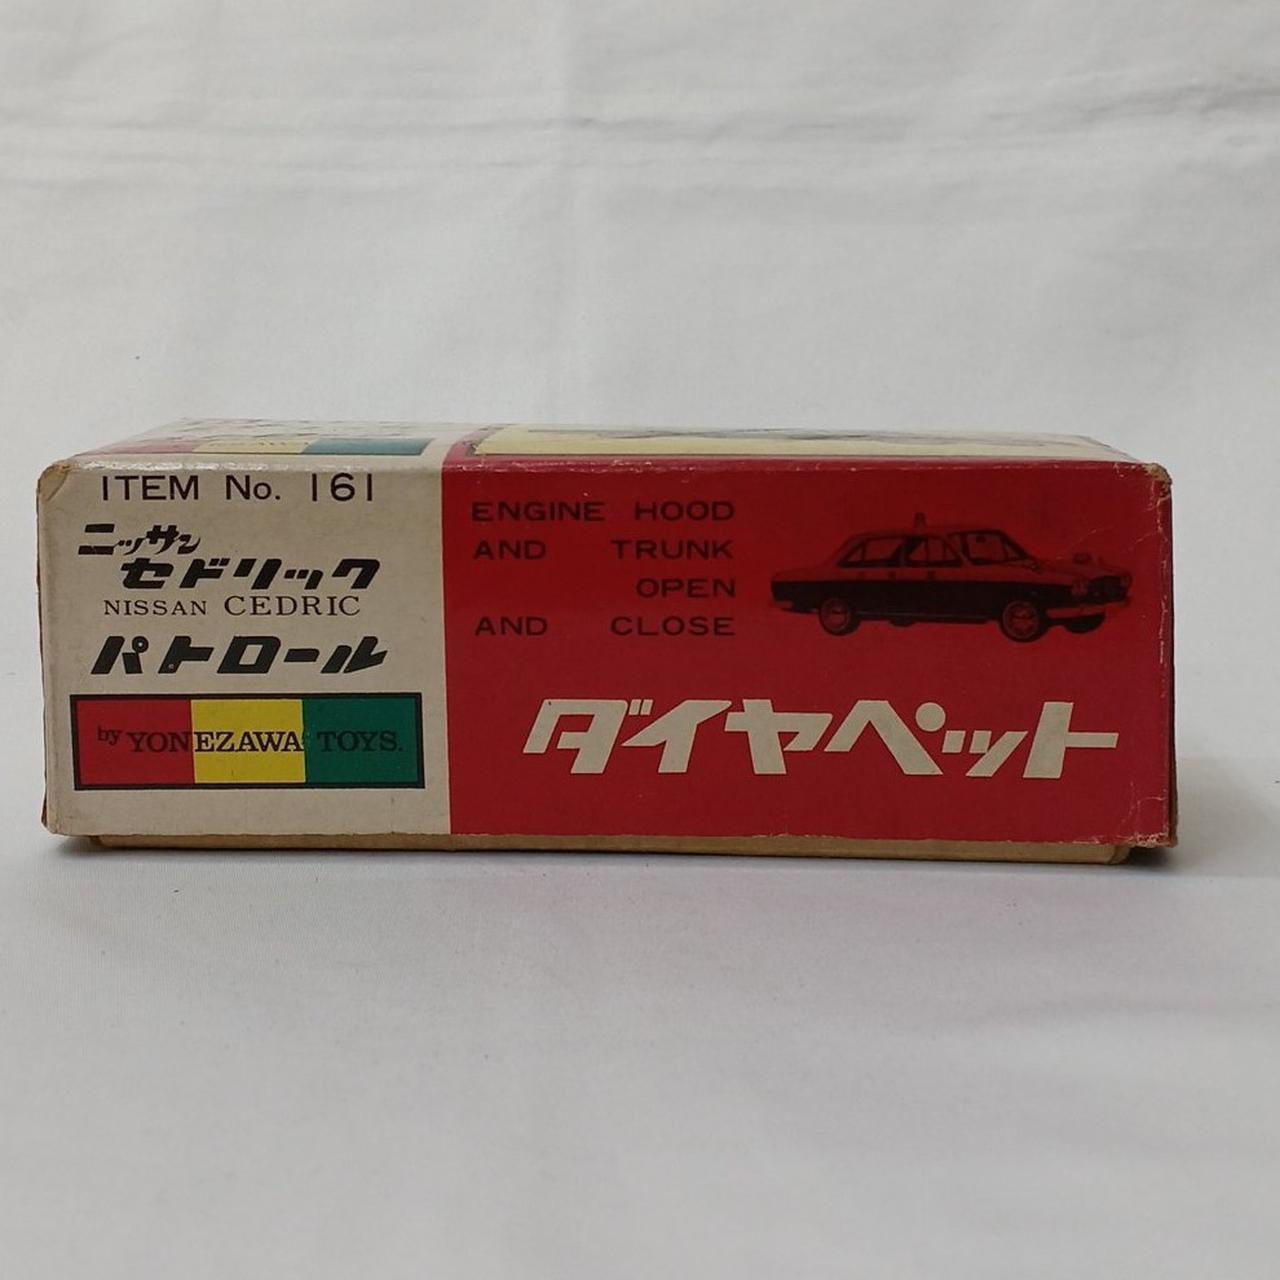 ITEM No. 161
ニッサン
セドリック
NISSAN CEDRIC
パトロール
by YONEZAWA TOYS.
ENGINE HOOD
AND TRUNK
OPEN
AND CLOSE
ダイヤペット